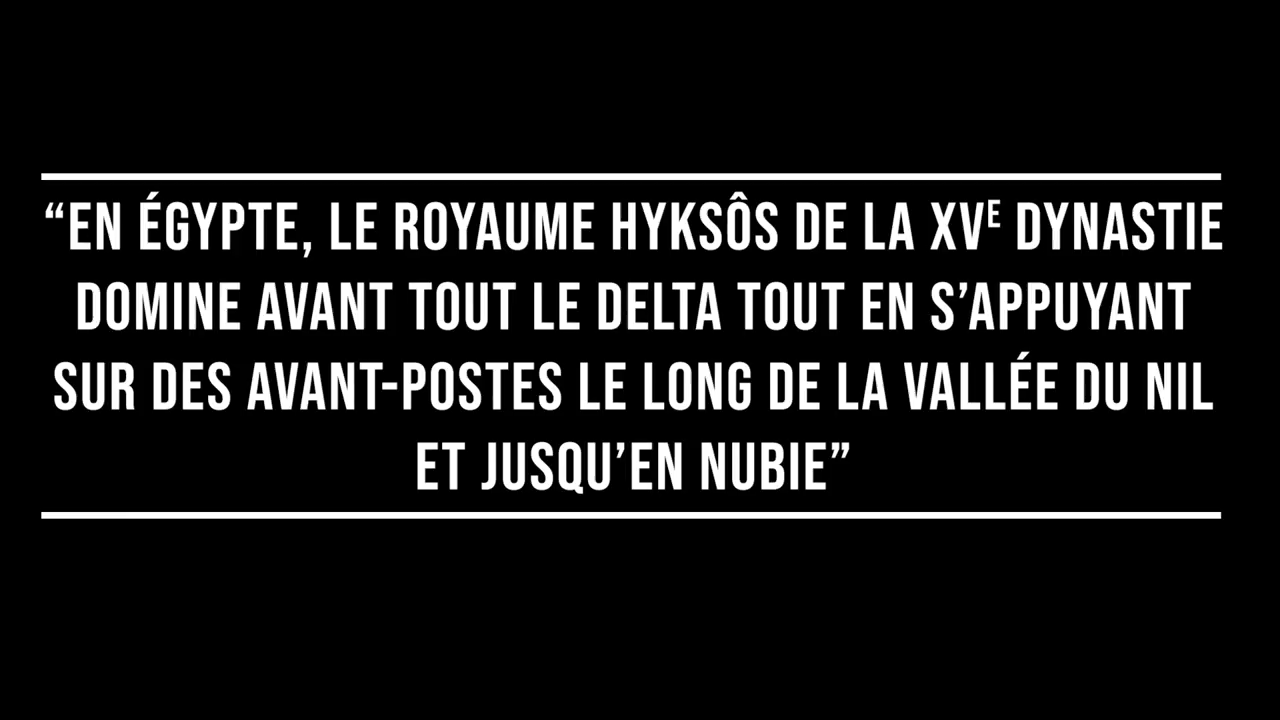 “EN ÉGYPTE, LE ROYAUME HYKSÔS DE LA XVᴱ DYNASTIE
DOMINE AVANT TOUT LE DELTA TOUT EN S’APPUYANT
SUR DES AVANT-POSTES LE LONG DE LA VALLÉE DU NIL
ET JUSQU’EN NUBIE”